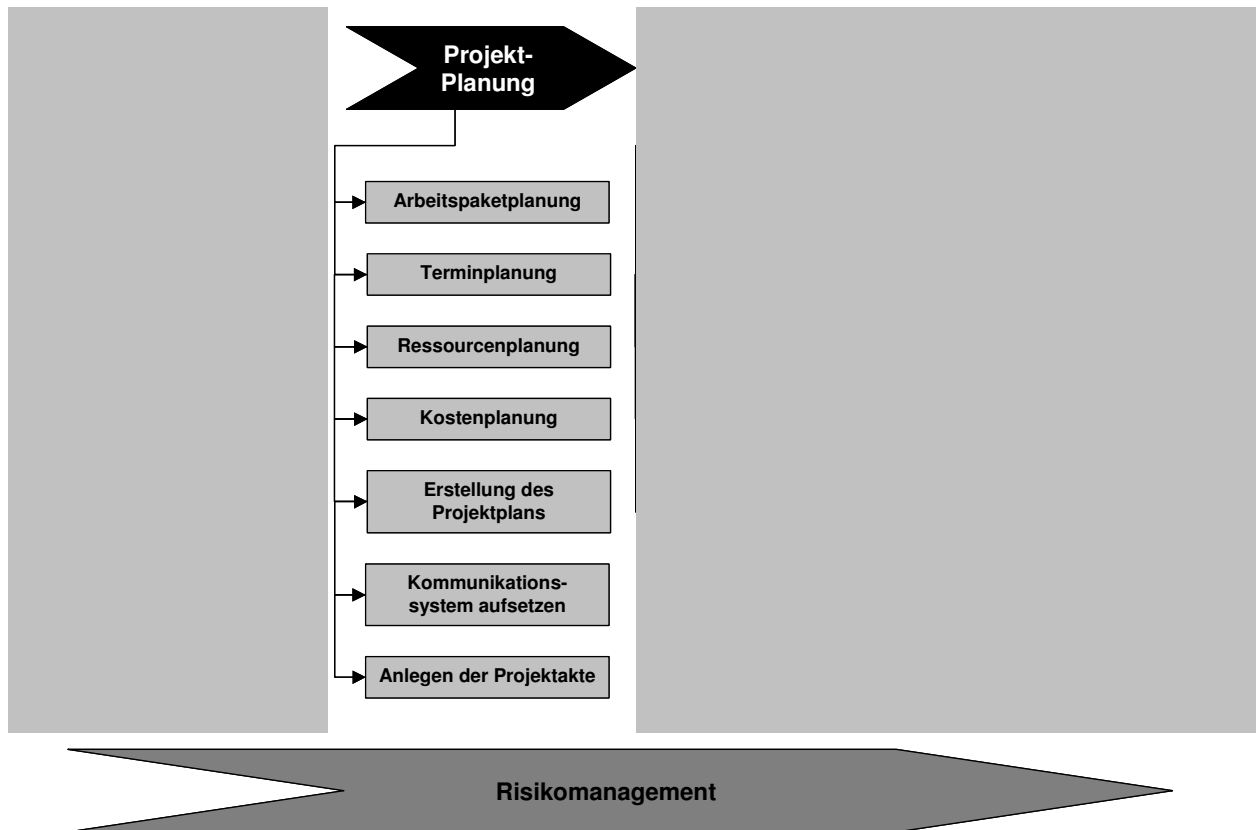 Projekt-
Planung
Arbeitspaketplanung
Terminplanung
Ressourcenplanung
Kostenplanung
Erstellung des
Projektplans
Kommunikations-
system aufsetzen
Anlegen der Projektakte
Risikomanagement